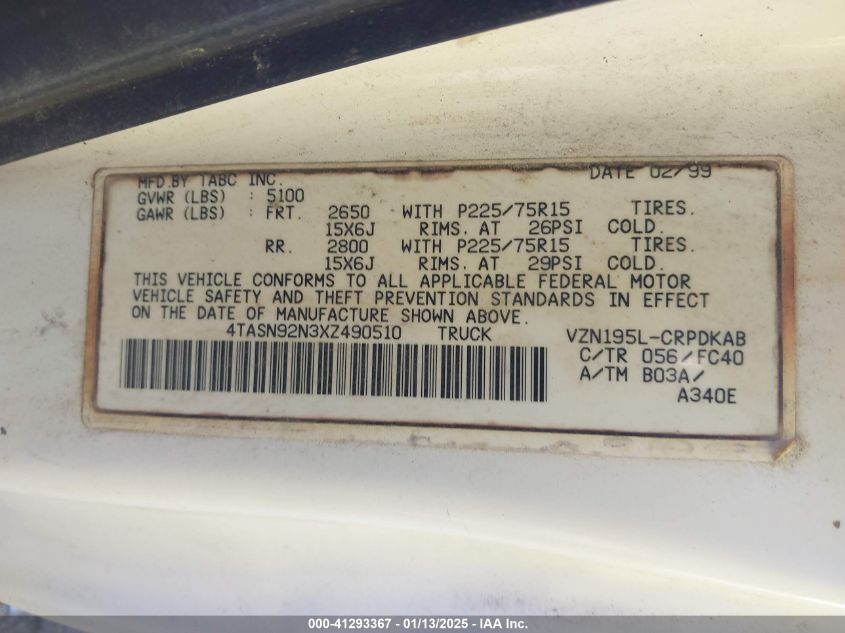 MFD.BY TABC INC. DATE 02/99
GVWR (LBS) : 5100
GAWR (LBS) : FRT. 2650 WITH P225/75R15 TIRES.
15X6J RIMS. AT 26PSI COLD.
RR. 2800 WITH P225/75R15 TIRES.
15X6J RIMS. AT 29PSI COLD.
THIS VEHICLE CONFORMS TO ALL APPLICABLE FEDERAL MOTOR
VEHICLE SAFETY AND THEFT PREVENTION STANDARDS IN EFFECT
ON THE DATE OF MANUFACTURE SHOWN ABOVE.
4TASN92N3XZ490510 TRUCK VZN195L-CRPDKAB
C/TR 056/FC40
A/TM B03A/
A340E
000-41293367 - 01/13/2025 - IAA Inc.